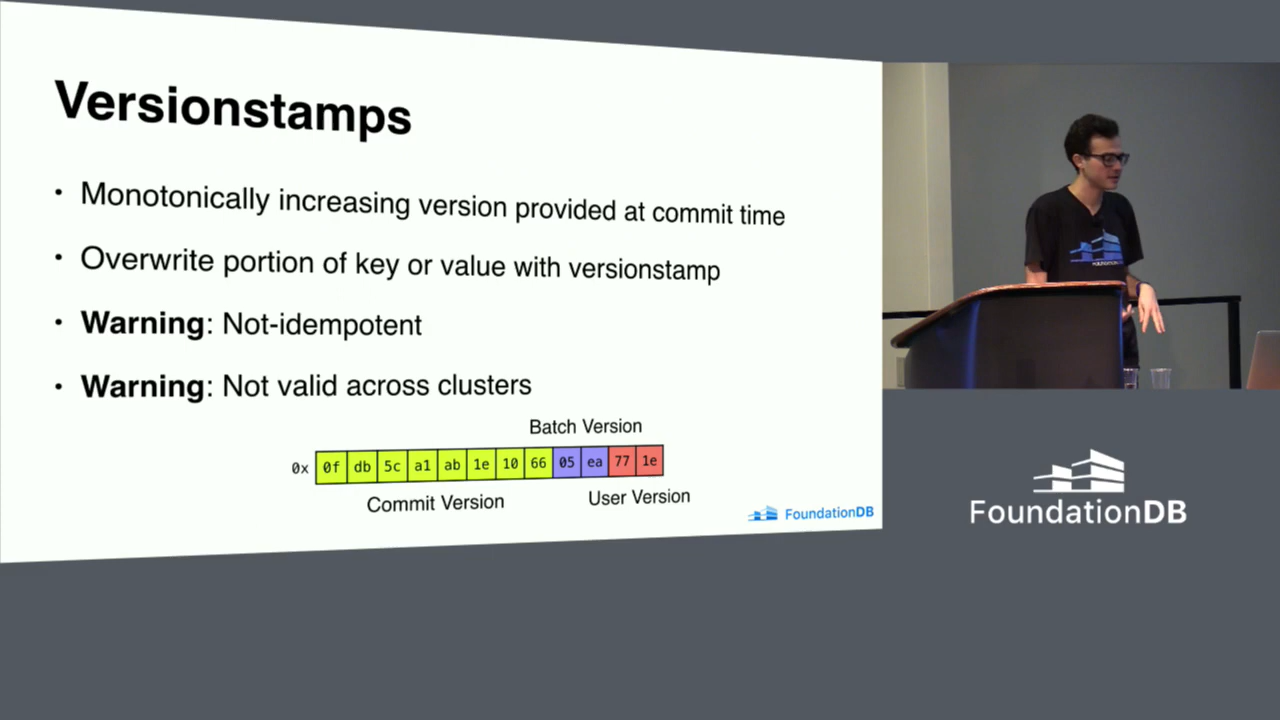 Versionstamps
• Monotonically increasing version provided at commit time
• Overwrite portion of key or value with versionstamp
• Warning: Not-idempotent
• Warning: Not valid across clusters
Batch Version
0x 0f db 5c a1 ab 1e 10 66 05 ea 77 1e
Commit Version
User Version
FoundationDB
FoundationDB